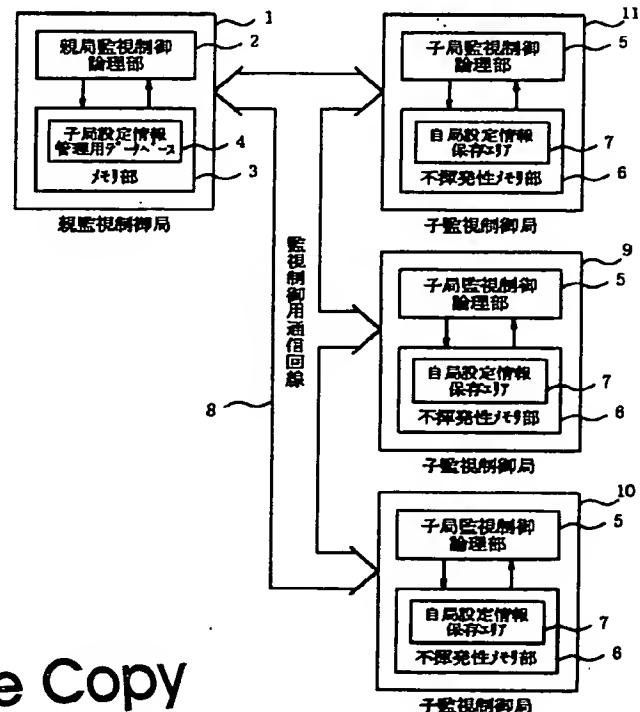 1
親局監視制御
論理部
2
子局設定情報
管理用データベース
4
メモリ部
3
親監視制御局
監視制御用通信回線
8
11
子局監視制御
論理部
5
自局設定情報
保存エリア
7
不揮発性メモリ部
6
子監視制御局
9
子局監視制御
論理部
5
自局設定情報
保存エリア
7
不揮発性メモリ部
6
子監視制御局
10
子局監視制御
論理部
5
自局設定情報
保存エリア
7
不揮発性メモリ部
6
子監視制御局
e Copy